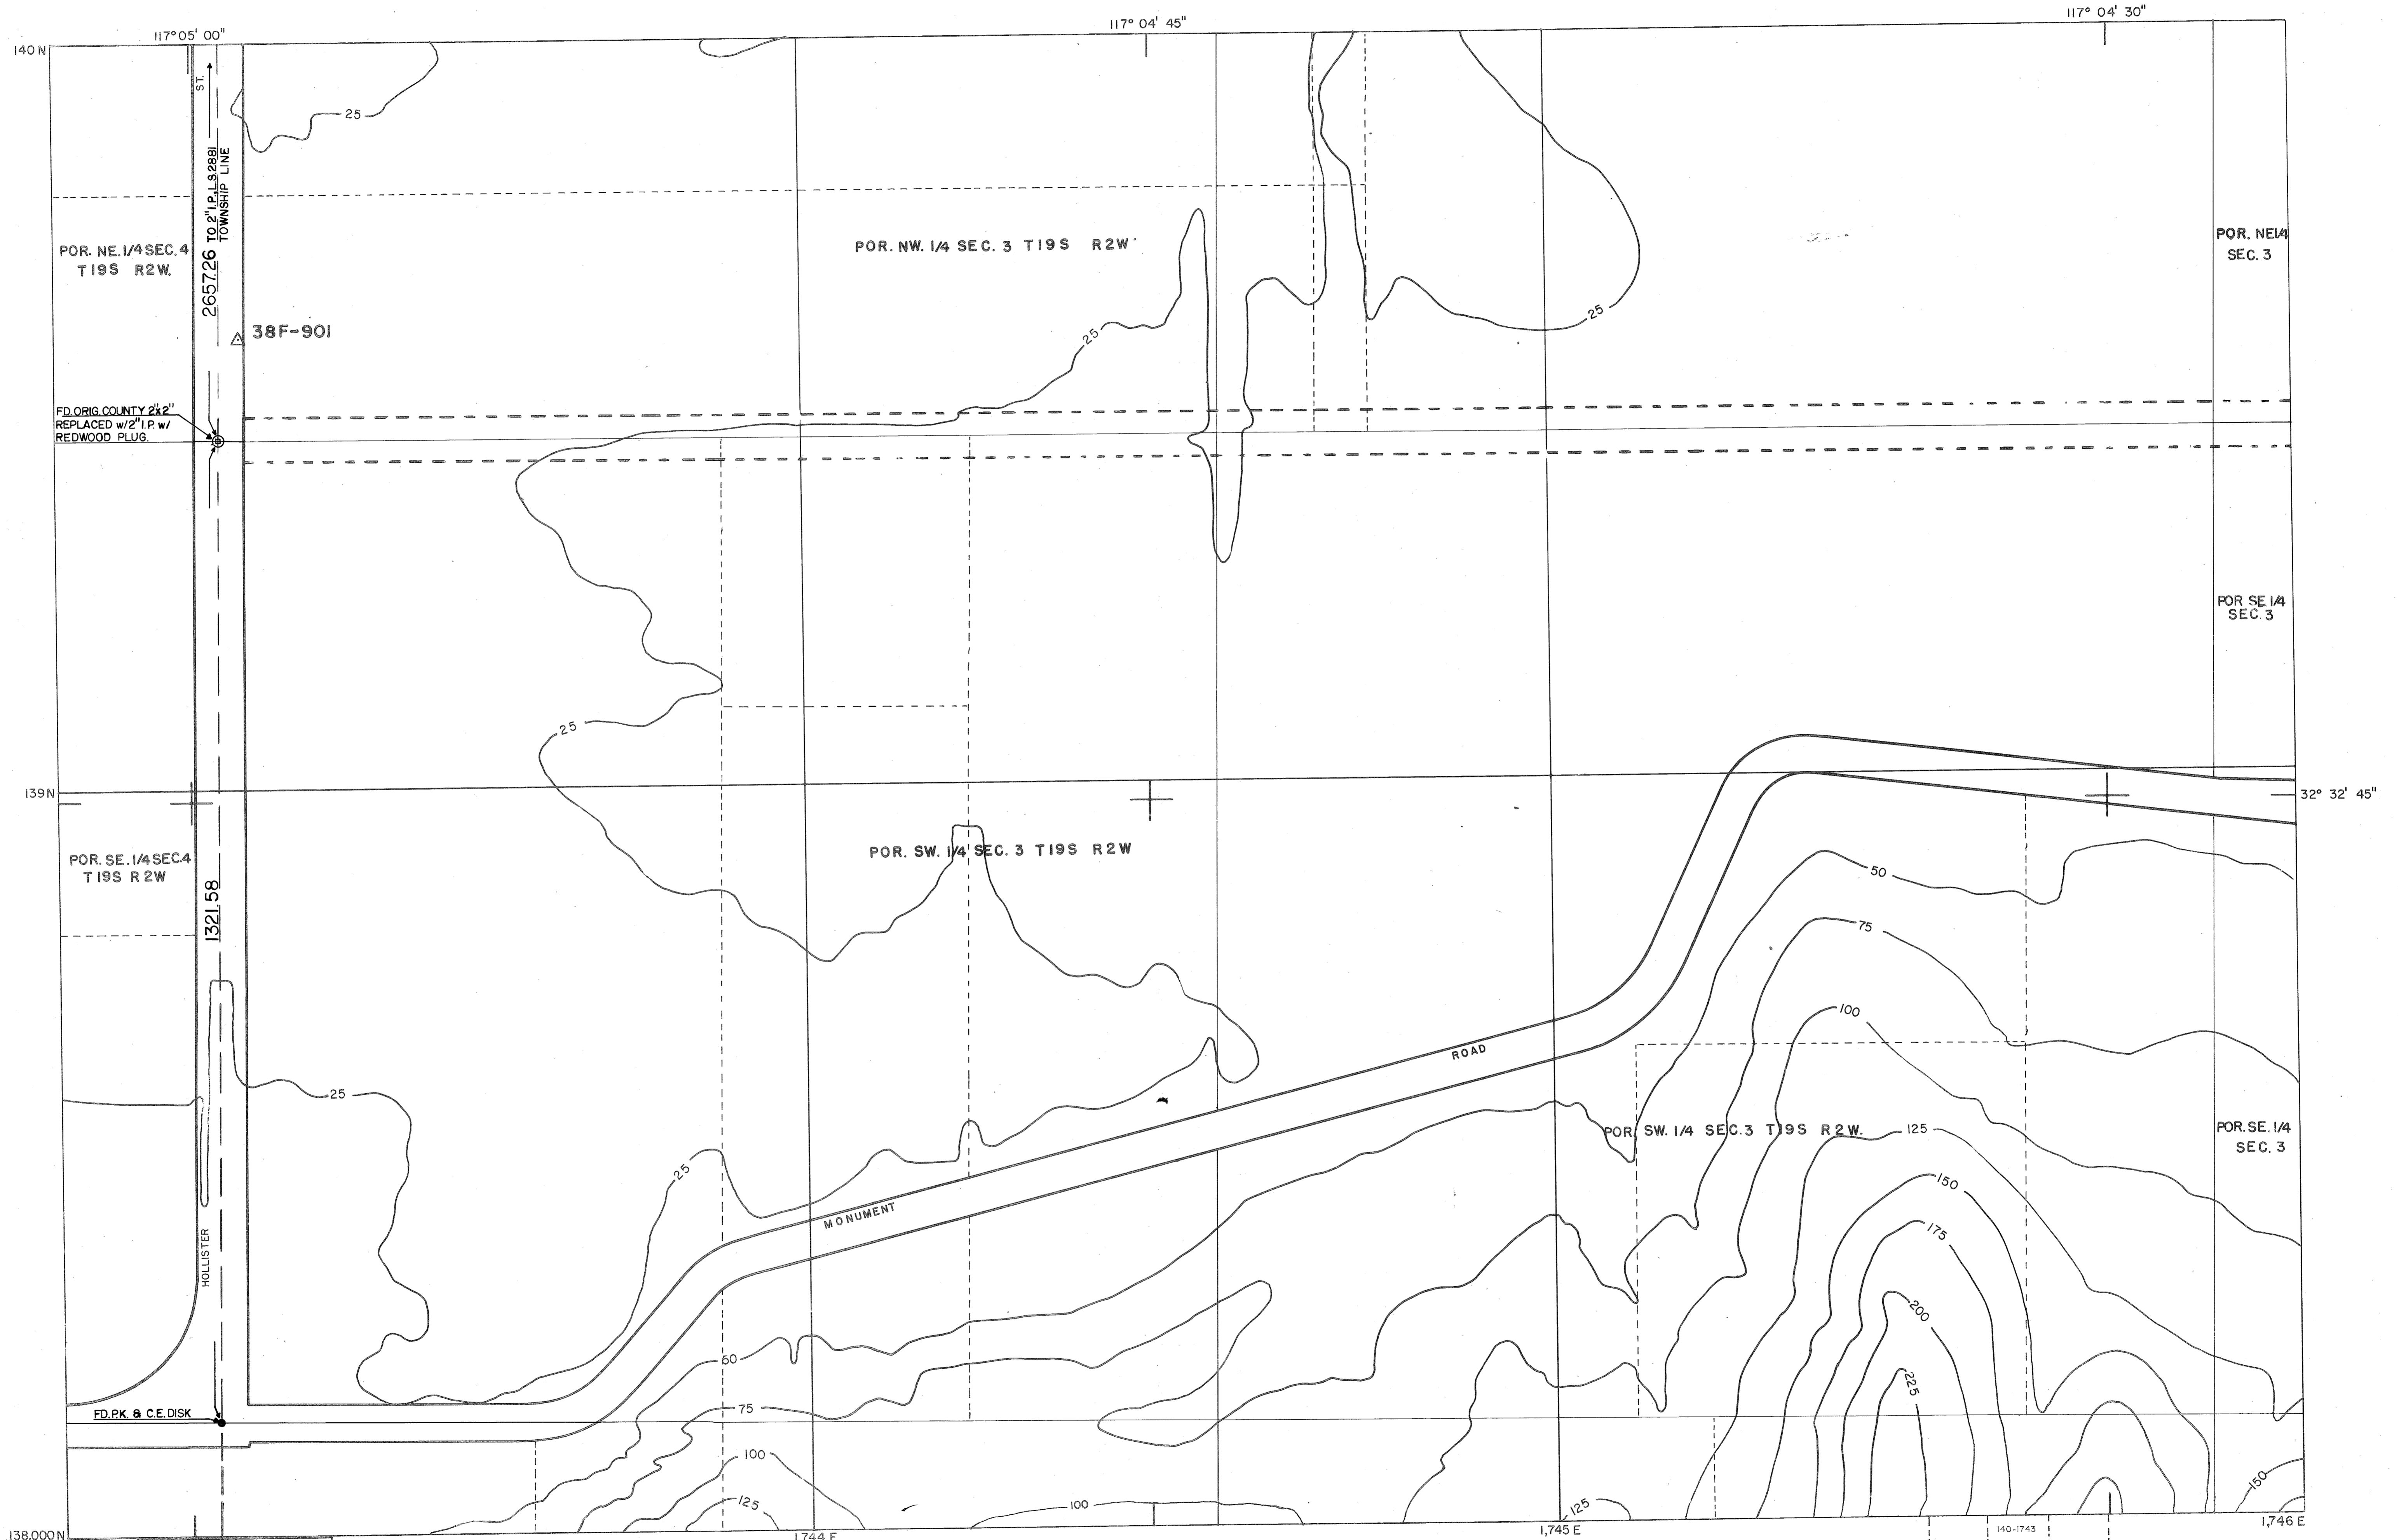 117° 05' 00"
117° 04' 45"
117° 04' 30"
140 N
S.T.
25
2657.26 TO 2" I.P., L.S. 2881
TOWNSHIP LINE
POR. NE. 1/4 SEC. 4
T19S R2W.
POR. NW. 1/4 SEC. 3 T19S R2W
POR. NE1/4
SEC. 3
38F-901
25
25
FD. ORIG. COUNTY 2"x2"
REPLACED w/2" I.P. w/
REDWOOD PLUG.
POR SE 1/4
SEC. 3
25
139 N
32° 32' 45"
POR. SE. 1/4 SEC. 4
T19S R2W
1321.58
POR. SW. 1/4 SEC. 3 T19S R2W
50
75
100
ROAD
25
POR. SW. 1/4 SEC. 3 T19S R2W.
125
POR. SE. 1/4
SEC. 3
25
150
MONUMENT
175
HOLLISTER
200
50
225
75
FD. P.K. & C.E. DISK
100
125
100
125
150
138.000 N
1,744 E
1,745 E
140-1743
1,746 E